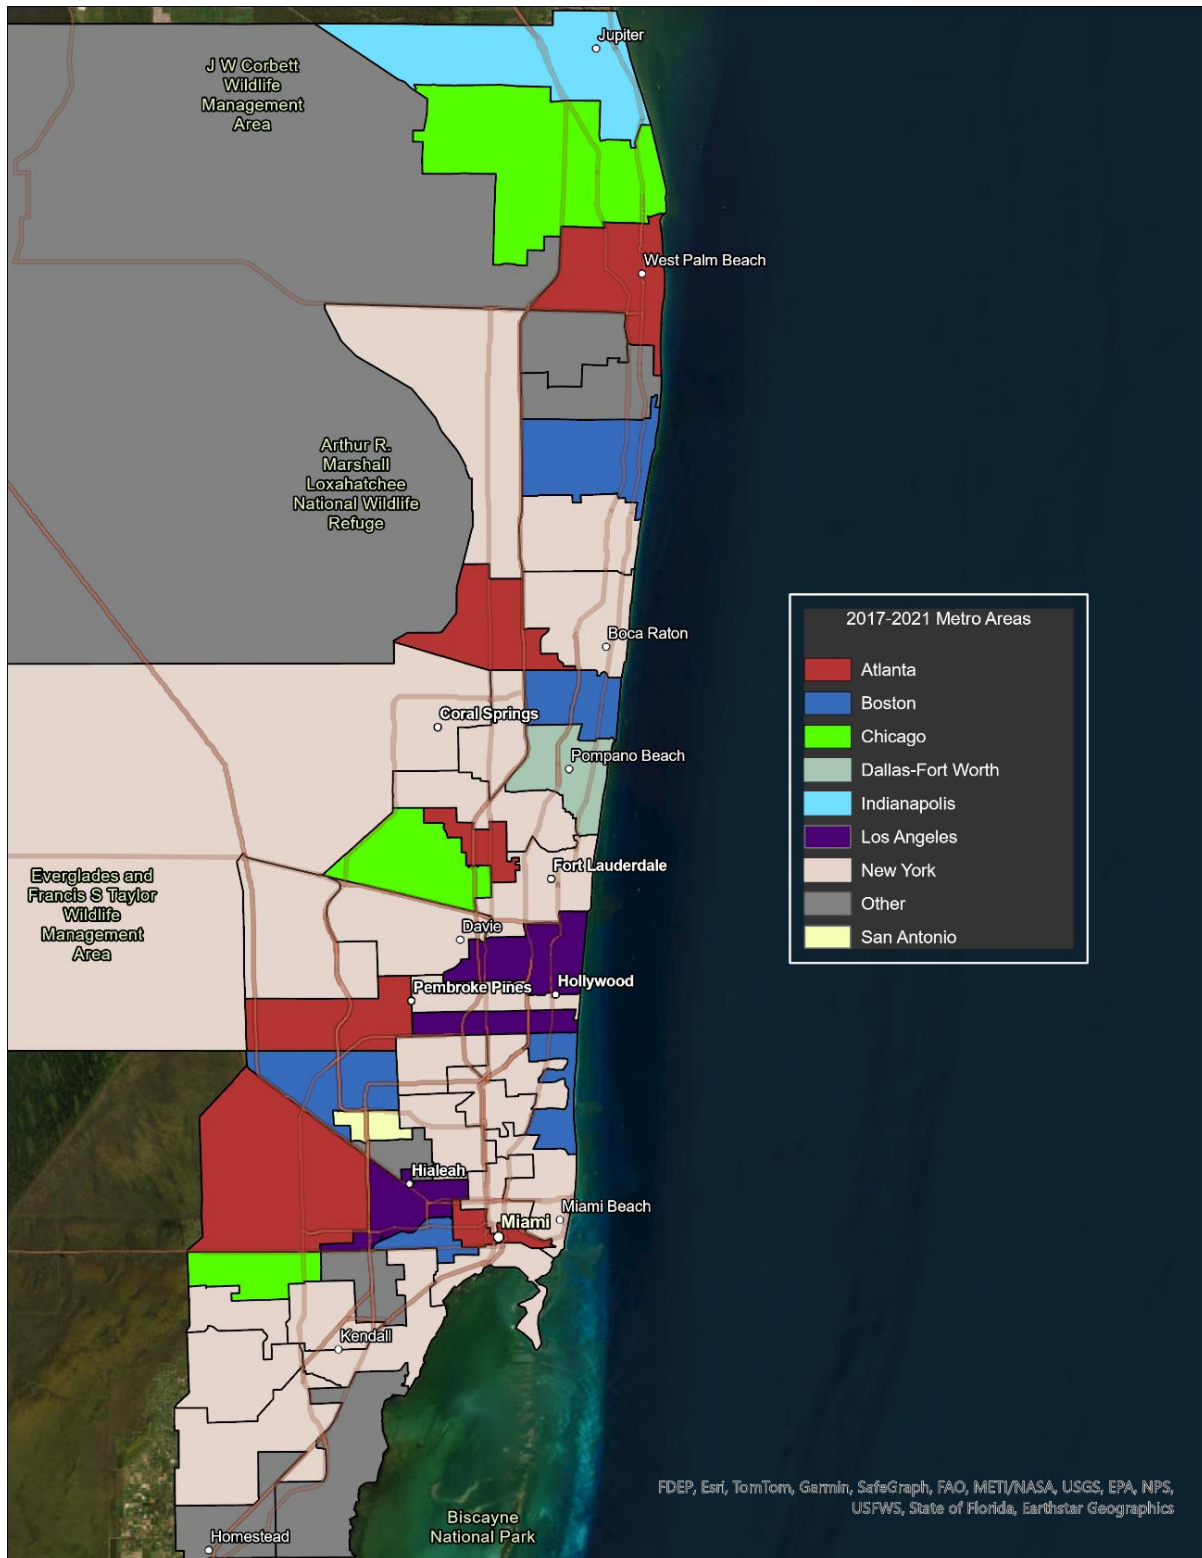 Jupiter
J W Corbett
Wildlife
Management
Area
West Palm Beach
Arthur R.
Marshall
Loxahatchee
National Wildlife
Refuge
Boca Raton
Coral Springs
Pompano Beach
Everglades and
Francis S Taylor
Wildlife
Management
Area
Fort Lauderdale
Davie
Pembroke Pines
Hollywood
Hialeah
Miami Beach
Miami
Kendall
Homestead
Biscayne
National Park
2017-2021 Metro Areas
Atlanta
Boston
Chicago
Dallas-Fort Worth
Indianapolis
Los Angeles
New York
Other
San Antonio
FDEP, Esri, TomTom, Garmin, SafeGraph, FAO, METI/NASA, USGS, EPA, NPS,
USFWS, State of Florida, Earthstar Geographics